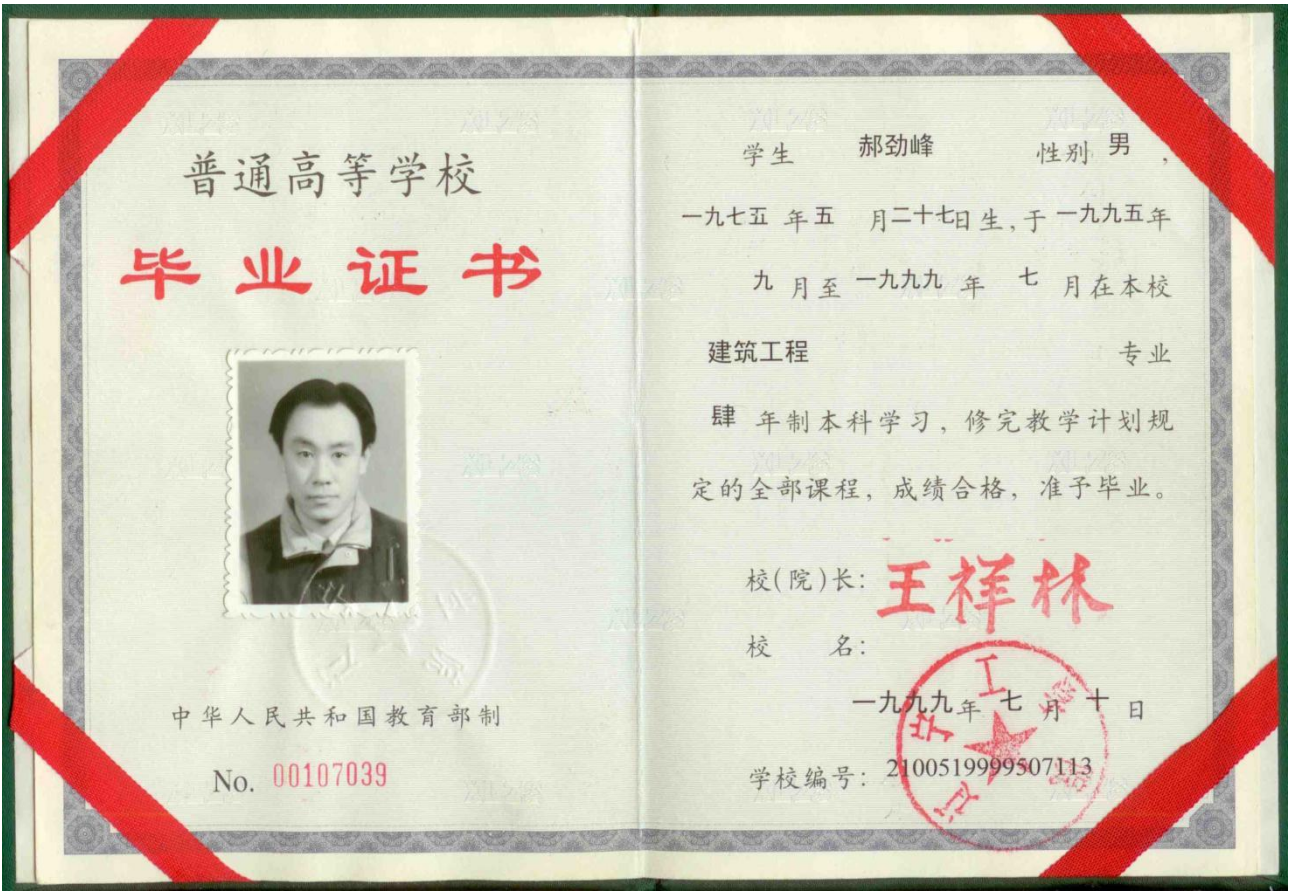 普通高等学校
毕业证书
中华人民共和国教育部制
No. 00107039
学生 郝劲峰 性别 男,
一九七五年五月二十七日生,于一九九五年
九月至一九九九年七月在本校
建筑工程 专业
肆年制本科学习,修完教学计划规
定的全部课程,成绩合格,准予毕业。
校(院)长: 王祥林
校 名:
一九九九年七月十日
学校编号: 2100519999507113
辽宁工